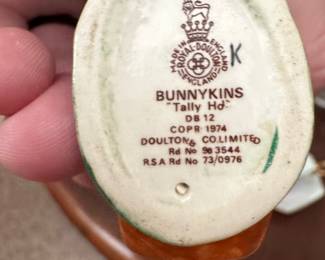 MADE IN ENGLAND
ROYAL DOULTON
ENGLAND
K
BUNNYKINS
"Tally Ho"
DB 12
COPR 1974
DOULTON & CO. LIMITED
Rd No 983544
R.S.A Rd No 73/0976